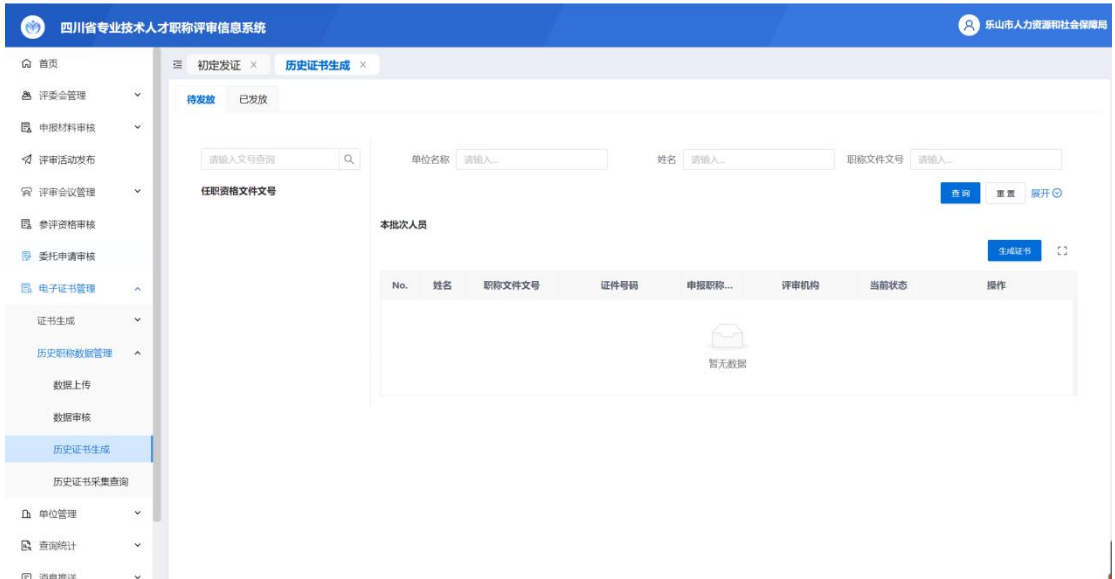 四川省专业技术人才职称评审信息系统
乐山市人力资源和社会保障局
首页
评委会管理
申报材料审核
评审活动发布
评审会议管理
参评资格审核
委托申请审核
电子证书管理
证书生成
历史职称数据管理
数据上传
数据审核
历史证书生成
历史证书采集查询
单位管理
查询统计
消息推送
初定发证 × 历史证书生成 ×
待发放 已发放
请输入文号查询
任职资格文件文号
单位名称 请输入... 姓名 请输入... 职称文件文号 请输入...
查询 重置 展开
本批次人员
生成证书
No. 姓名 职称文件文号 证件号码 申报职称... 评审机构 当前状态 操作
暂无数据